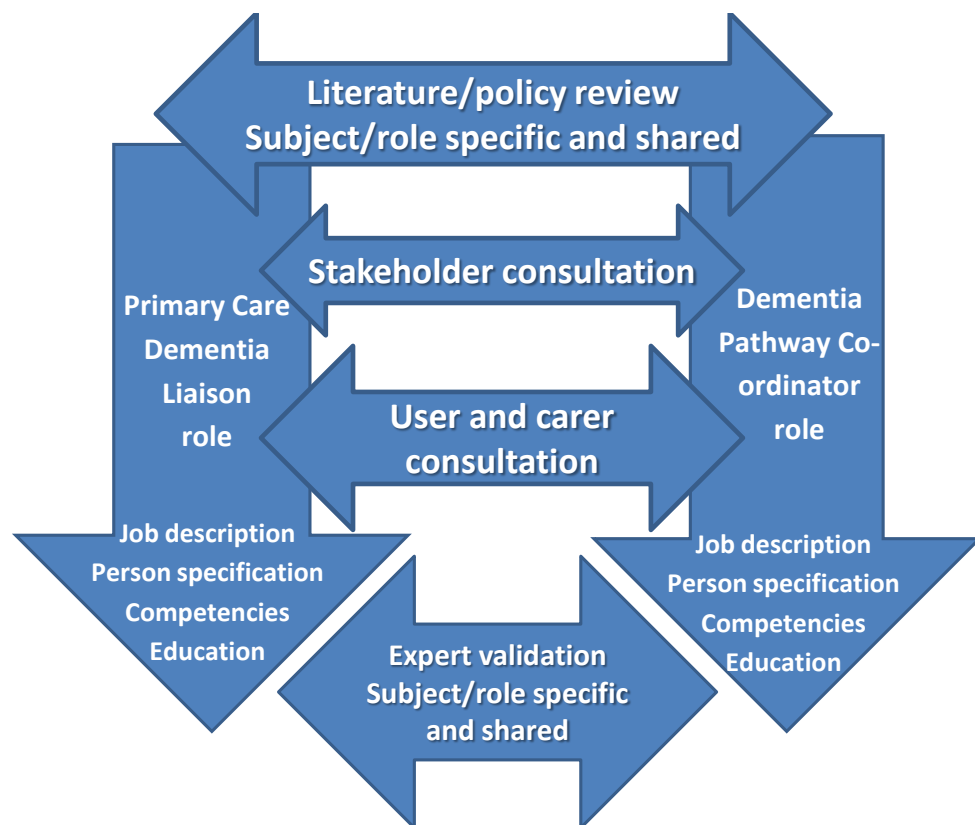 Literature/policy review
Subject/role specific and shared
Stakeholder consultation
Primary Care
Dementia
Liaison
role
Dementia
Pathway Co-
ordinator
role
User and carer
consultation
Job description
Person specification
Competencies
Education
Job description
Person specification
Competencies
Education
Expert validation
Subject/role specific
and shared